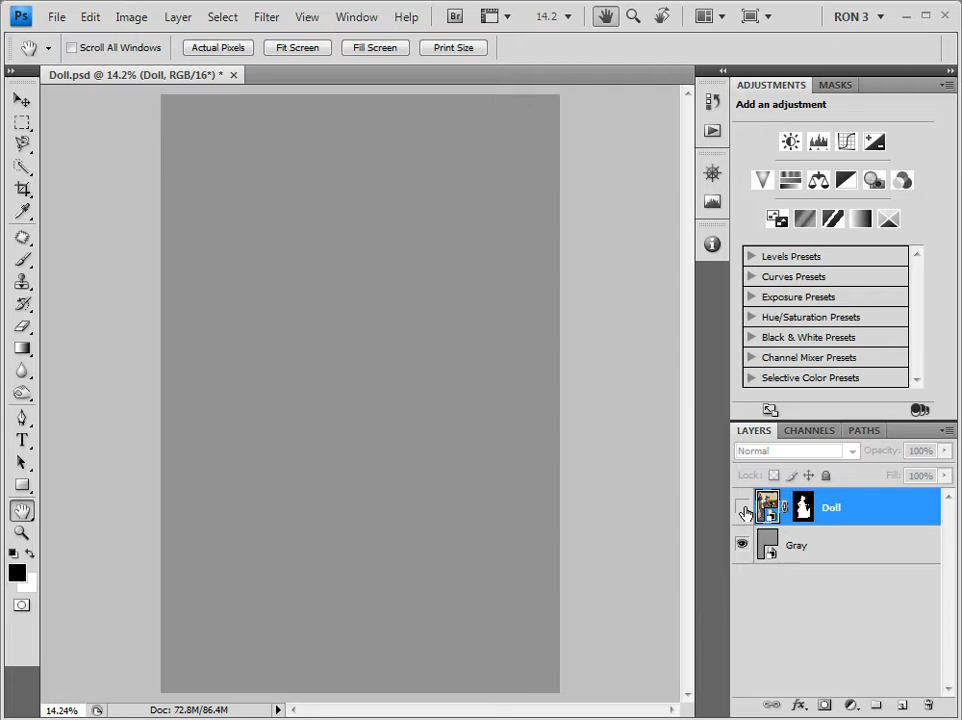 Ps File Edit Image Layer Select Filter View Window Help Br 14.2 RON 3
Scroll All Windows Actual Pixels Fit Screen Fill Screen Print Size
Doll.psd @ 14.2% (Doll, RGB/16*) *
ADJUSTMENTS MASKS
Add an adjustment
Levels Presets
Curves Presets
Exposure Presets
Hue/Saturation Presets
Black & White Presets
Channel Mixer Presets
Selective Color Presets
LAYERS CHANNELS PATHS
Normal Opacity: 100%
Lock: Fill: 100%
Doll
Gray
14.24% Doc: 72.8M/86.4M